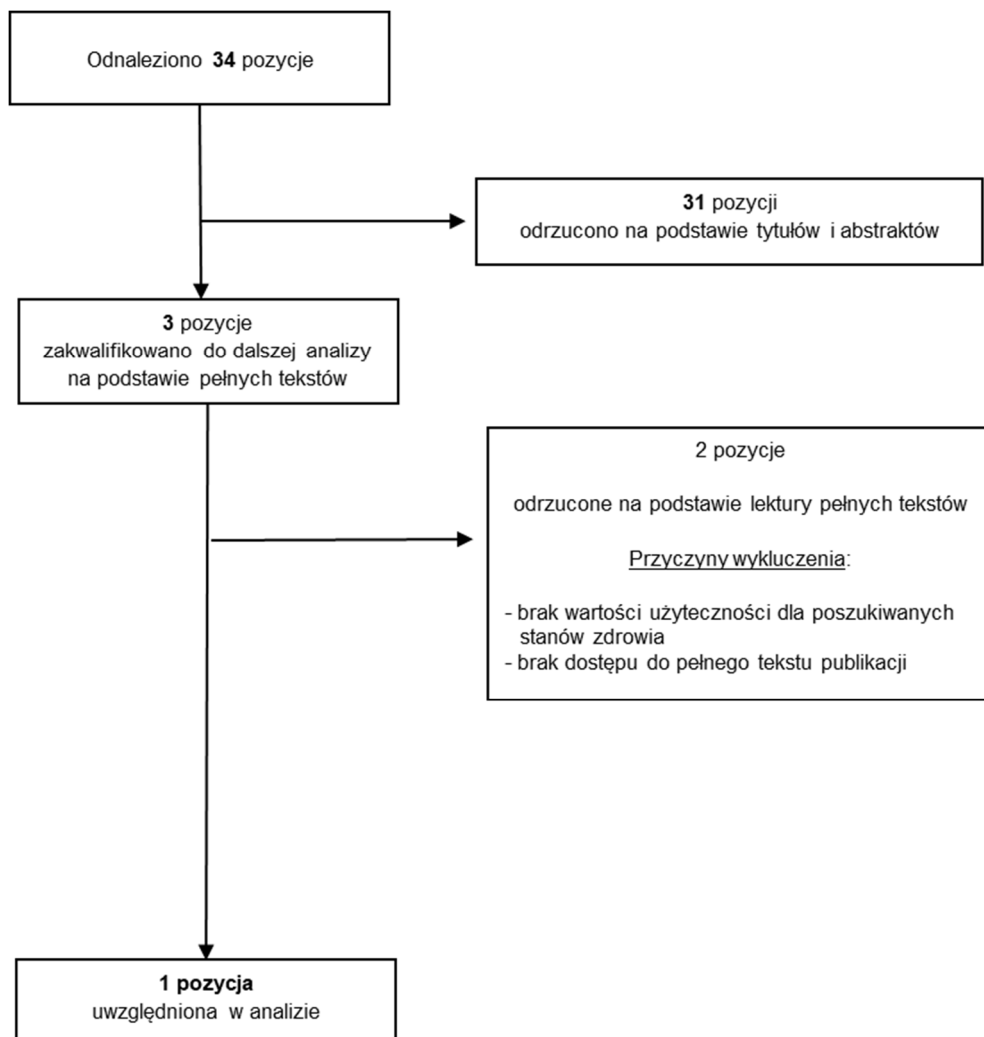 Odnaleziono 34 pozycje
31 pozycji
odrzucono na podstawie tytułów i abstraktów
3 pozycje
zakwalifikowano do dalszej analizy
na podstawie pełnych tekstów
2 pozycje
odrzucone na podstawie lektury pełnych tekstów
Przyczyny wykluczenia:
- brak wartości użyteczności dla poszukiwanych
stanów zdrowia
- brak dostępu do pełnego tekstu publikacji
1 pozycja
uwzględniona w analizie